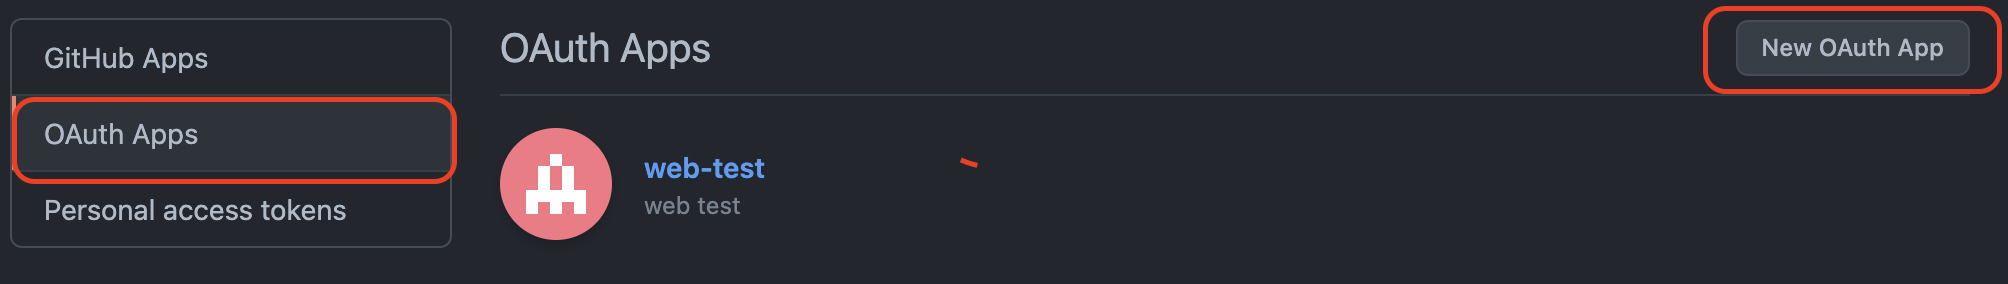 GitHub Apps
OAuth Apps
Personal access tokens
OAuth Apps
New OAuth App
web-test
web test